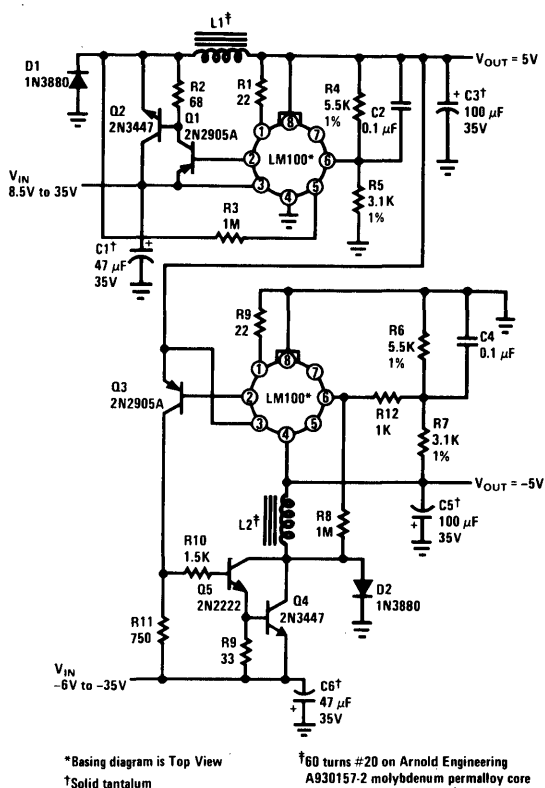 L1‡
D1
1N3880
R2
68
R1
22
VOUT = 5V
Q2
2N3447
Q1
2N2905A
R4
5.5K
1%
C2
0.1 μF
C3†
100 μF
35V
+
1
8
7
2
LM100*
6
3
4
5
VIN
8.5V to 35V
R5
3.1K
1%
R3
1M
C1†
47 μF
35V
+
R9
22
R6
5.5K
1%
C4
0.1 μF
1
8
7
Q3
2N2905A
2
LM100*
6
3
4
5
R12
1K
R7
3.1K
1%
VOUT = −5V
L2‡
R8
1M
C5†
100 μF
35V
+
R10
1.5K
Q5
2N2222
Q4
2N3447
D2
1N3880
R11
750
R9
33
VIN
−6V to −35V
C6†
47 μF
35V
+
*Basing diagram is Top View
†Solid tantalum
‡60 turns #20 on Arnold Engineering
A930157-2 molybdenum permalloy core